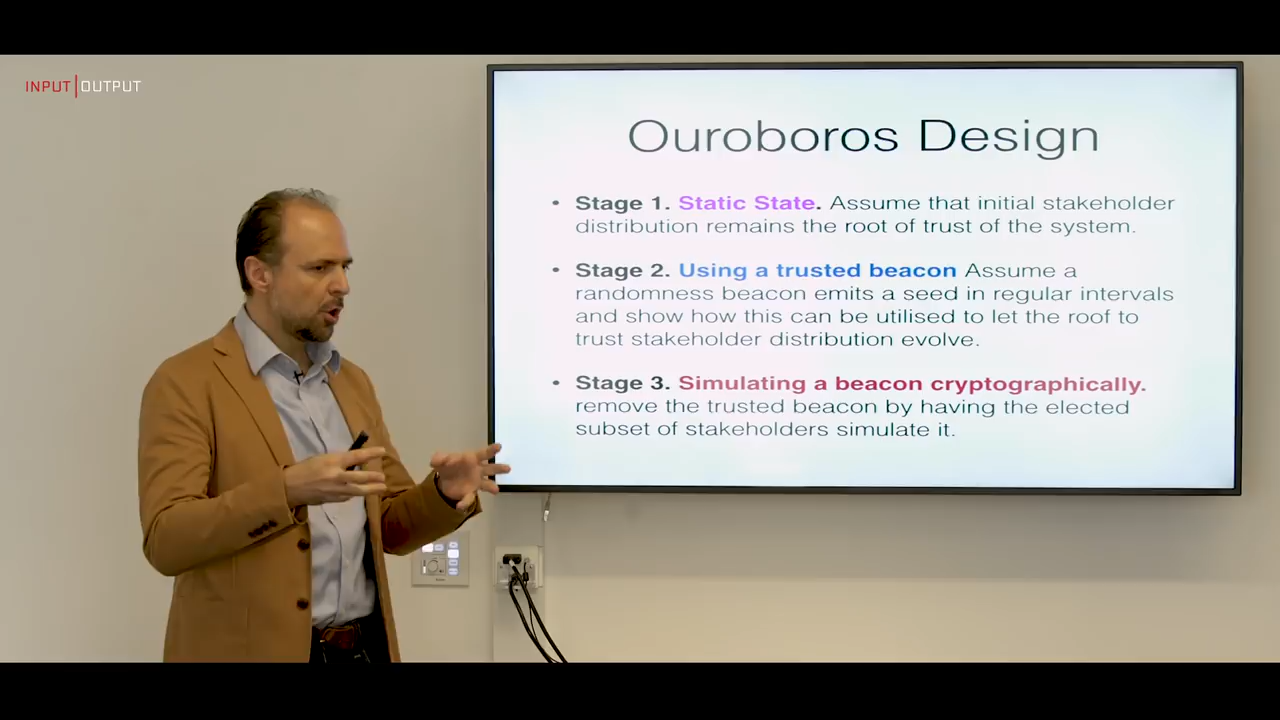 INPUT|OUTPUT
Ouroboros Design
• Stage 1. Static State. Assume that initial stakeholder
distribution remains the root of trust of the system.
• Stage 2. Using a trusted beacon Assume a
randomness beacon emits a seed in regular intervals
and show how this can be utilised to let the roof to
trust stakeholder distribution evolve.
• Stage 3. Simulating a beacon cryptographically.
remove the trusted beacon by having the elected
subset of stakeholders simulate it.